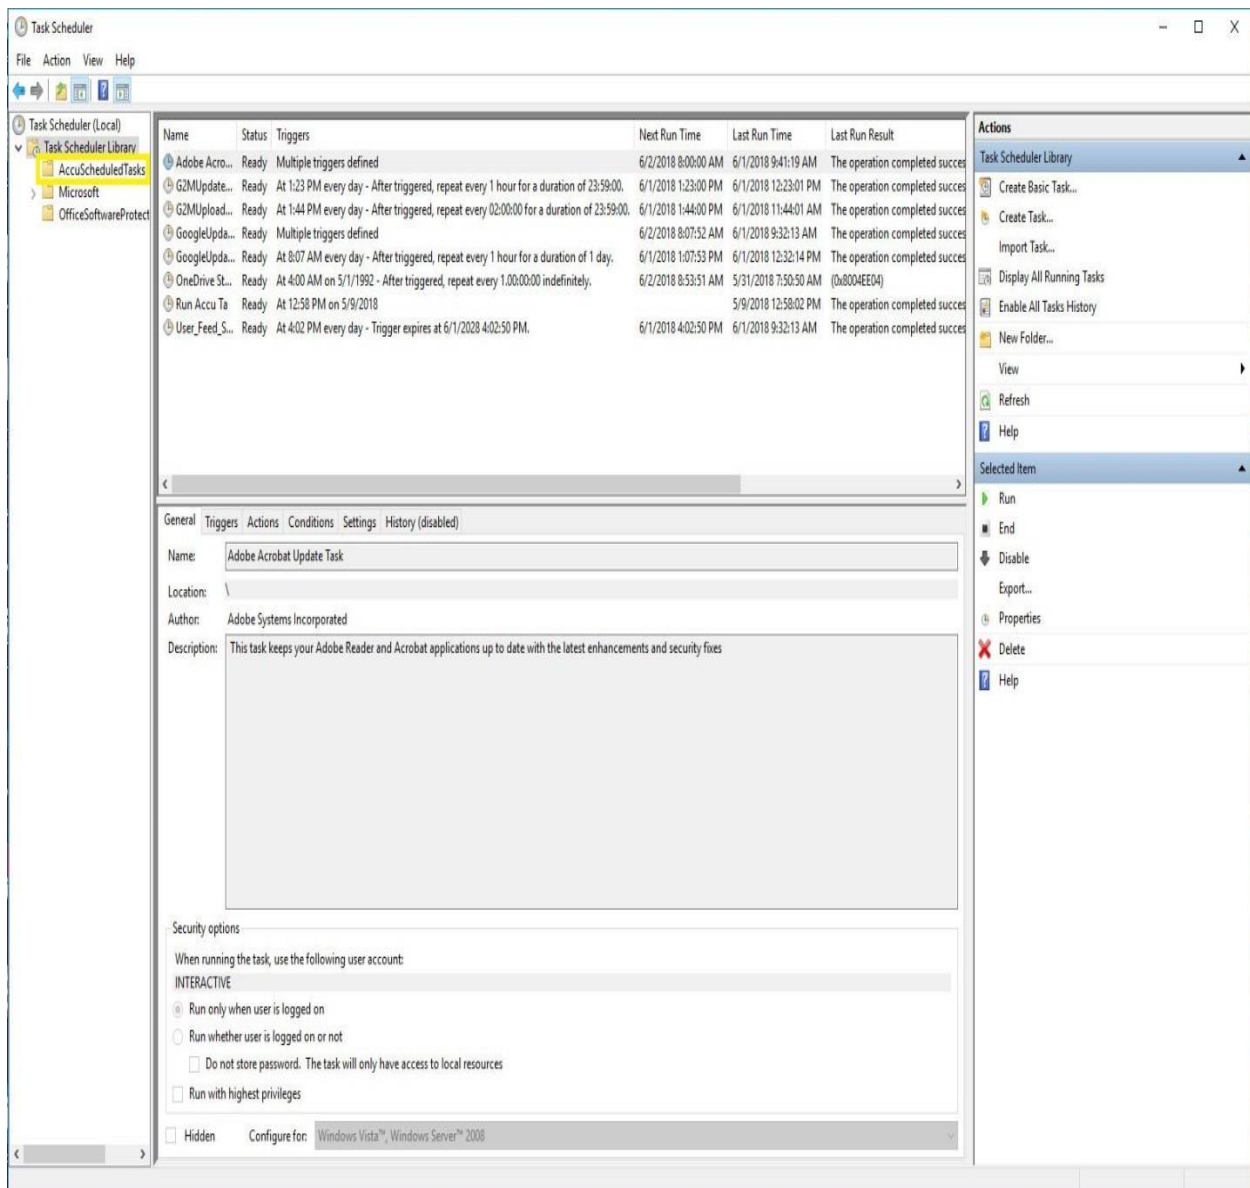 Task Scheduler
File Action View Help
Task Scheduler (Local)
Task Scheduler Library
AccuScheduledTasks
Microsoft
OfficeSoftwareProtect
Name Status Triggers Next Run Time Last Run Time Last Run Result
Adobe Acro... Ready Multiple triggers defined 6/2/2018 8:00:00 AM 6/1/2018 9:41:19 AM The operation completed succes
G2MUpdate... Ready At 1:23 PM every day - After triggered, repeat every 1 hour for a duration of 23:59:00. 6/1/2018 1:23:00 PM 6/1/2018 12:23:01 PM The operation completed succes
G2MUpload... Ready At 1:44 PM every day - After triggered, repeat every 02:00:00 for a duration of 23:59:00. 6/1/2018 1:44:00 PM 6/1/2018 11:44:01 AM The operation completed succes
GoogleUpda... Ready Multiple triggers defined 6/2/2018 8:07:52 AM 6/1/2018 9:32:13 AM The operation completed succes
GoogleUpda... Ready At 8:07 AM every day - After triggered, repeat every 1 hour for a duration of 1 day. 6/1/2018 1:07:53 PM 6/1/2018 12:32:14 PM The operation completed succes
OneDrive St... Ready At 4:00 AM on 5/1/1992 - After triggered, repeat every 1.00:00:00 indefinitely. 6/2/2018 8:53:51 AM 5/31/2018 7:50:50 AM (0x8004EE04)
Run Accu Ta Ready At 12:58 PM on 5/9/2018 5/9/2018 12:58:02 PM The operation completed succes
User_Feed_S... Ready At 4:02 PM every day - Trigger expires at 6/1/2028 4:02:50 PM. 6/1/2018 4:02:50 PM 6/1/2018 9:32:13 AM The operation completed succes
General Triggers Actions Conditions Settings History (disabled)
Name: Adobe Acrobat Update Task
Location: \
Author: Adobe Systems Incorporated
Description: This task keeps your Adobe Reader and Acrobat applications up to date with the latest enhancements and security fixes
Security options
When running the task, use the following user account:
INTERACTIVE
Run only when user is logged on
Run whether user is logged on or not
Do not store password. The task will only have access to local resources
Run with highest privileges
Hidden Configure for: Windows Vista™, Windows Server™ 2008
Actions
Task Scheduler Library
Create Basic Task...
Create Task...
Import Task...
Display All Running Tasks
Enable All Tasks History
New Folder...
View
Refresh
Help
Selected Item
Run
End
Disable
Export...
Properties
Delete
Help